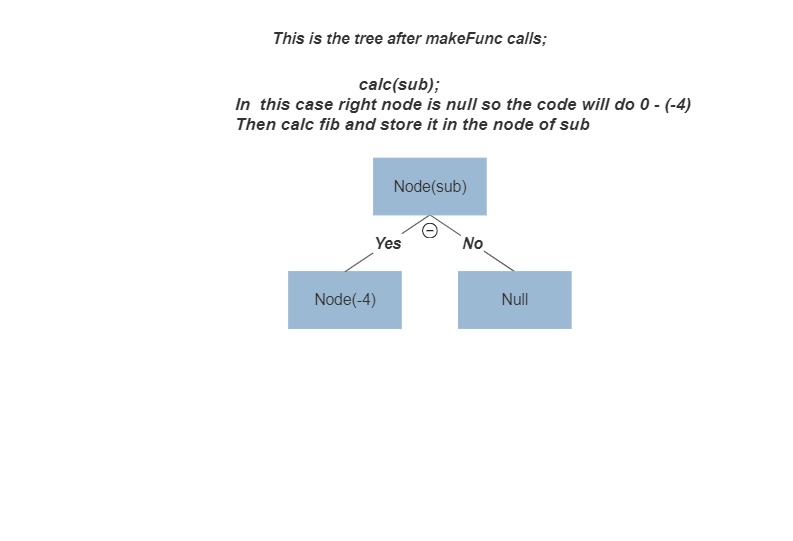 This is the tree after makeFunc calls;
calc(sub);
In this case right node is null so the code will do 0 - (-4)
Then calc fib and store it in the node of sub
Node(sub)
Yes
No
Node(-4)
Null